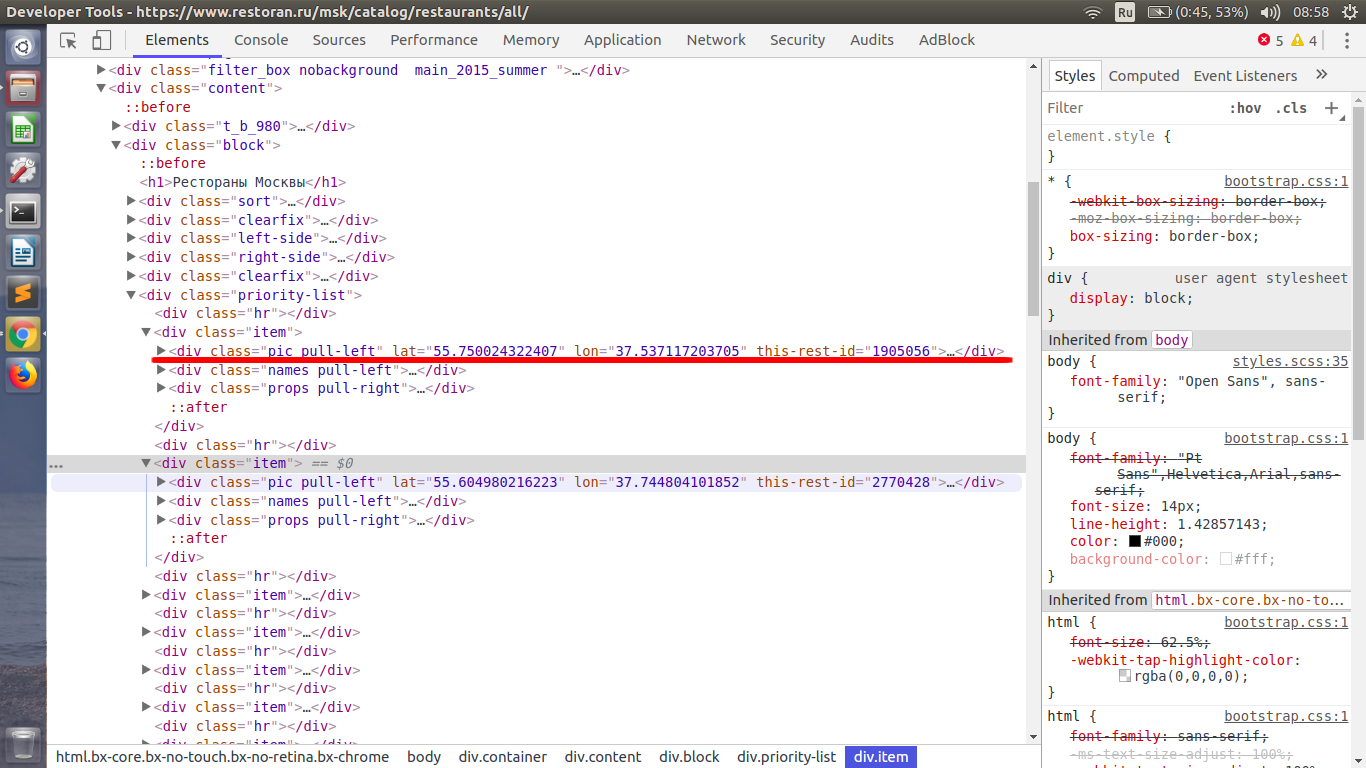 Developer Tools - https://www.restoran.ru/msk/catalog/restaurants/all/
Ru (0:45, 53%) 08:58
Elements Console Sources Performance Memory Application Network Security Audits AdBlock 5 4
▶<div class="filter_box nobackground  main_2015_summer ">…</div>
▼<div class="content">
::before
▶<div class="t_b_980">…</div>
▼<div class="block">
::before
<h1>Рестораны Москвы</h1>
▶<div class="sort">…</div>
▶<div class="clearfix">…</div>
▶<div class="left-side">…</div>
▶<div class="right-side">…</div>
▶<div class="clearfix">…</div>
▼<div class="priority-list">
<div class="hr"></div>
▼<div class="item">
▶<div class="pic pull-left" lat="55.750024322407" lon="37.537117203705" this-rest-id="1905056">…</div>
▶<div class="names pull-left">…</div>
▶<div class="props pull-right">…</div>
::after
</div>
<div class="hr"></div>
… ▼<div class="item"> == $0
▶<div class="pic pull-left" lat="55.604980216223" lon="37.744804101852" this-rest-id="2770428">…</div>
▶<div class="names pull-left">…</div>
▶<div class="props pull-right">…</div>
::after
</div>
<div class="hr"></div>
▶<div class="item">…</div>
<div class="hr"></div>
▶<div class="item">…</div>
<div class="hr"></div>
▶<div class="item">…</div>
<div class="hr"></div>
▶<div class="item">…</div>
<div class="hr"></div>
▶<div class="item">…</div>
html.bx-core.bx-no-touch.bx-no-retina.bx-chrome body div.container div.content div.block div.priority-list div.item
Styles Computed Event Listeners »
Filter :hov .cls +
element.style {
}
* { bootstrap.css:1
-webkit-box-sizing: border-box;
-moz-box-sizing: border-box;
box-sizing: border-box;
}
div { user agent stylesheet
display: block;
}
Inherited from body
body { styles.scss:35
font-family: "Open Sans", sans-
serif;
}
body { bootstrap.css:1
font-family: "Pt
Sans",Helvetica,Arial,sans-
serif;
font-size: 14px;
line-height: 1.42857143;
color: #000;
background-color: #fff;
}
Inherited from html.bx-core.bx-no-to…
html { bootstrap.css:1
font-size: 62.5%;
-webkit-tap-highlight-color:
rgba(0,0,0,0);
}
html { bootstrap.css:1
font-family: sans-serif;
-ms-text-size-adjust: 100%;